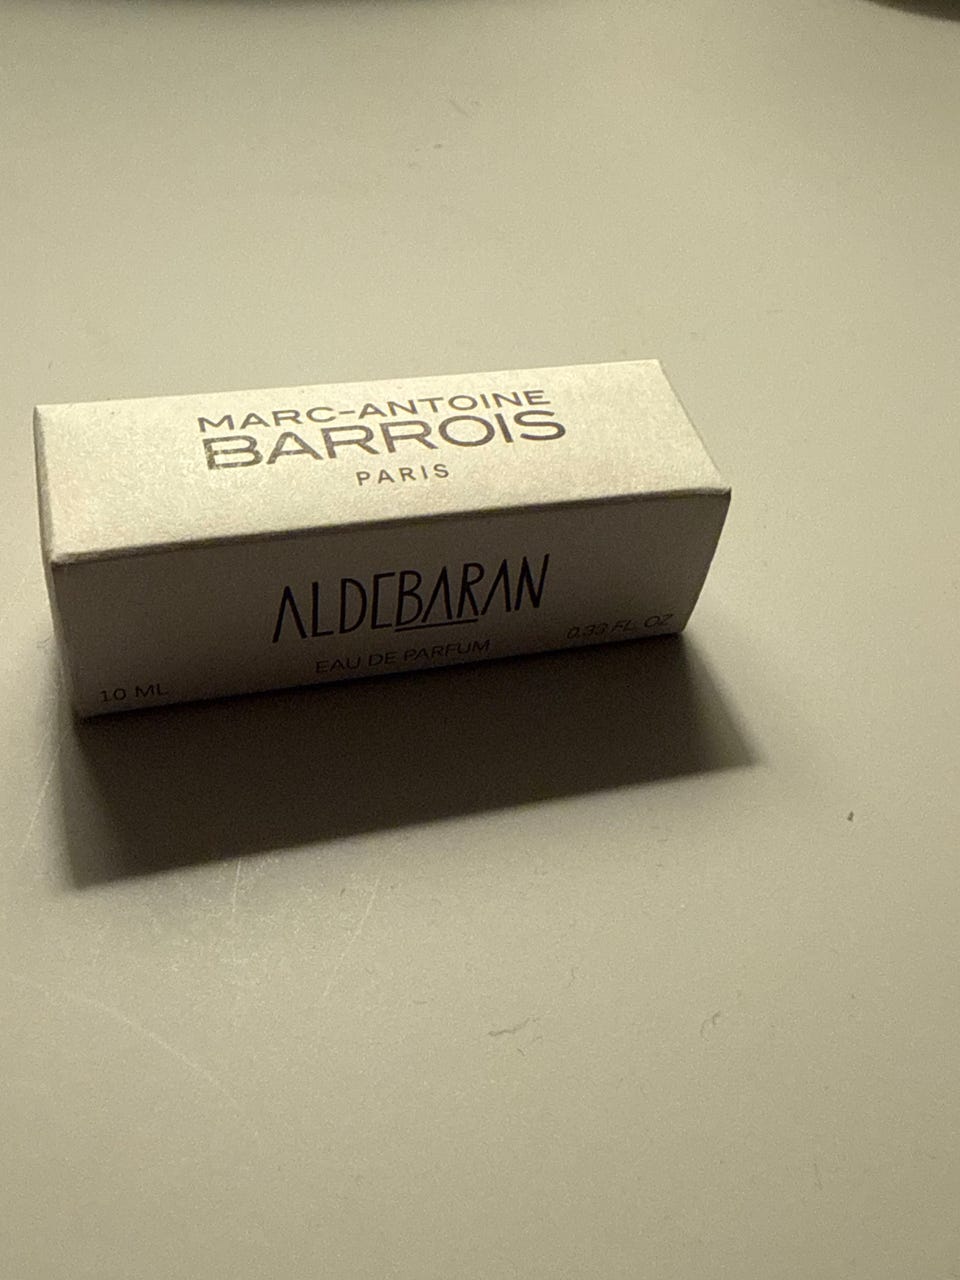 MARC-ANTOINE
BARROIS
PARIS
ALDEBARAN
EAU DE PARFUM
10 ML
0.33 FL. OZ